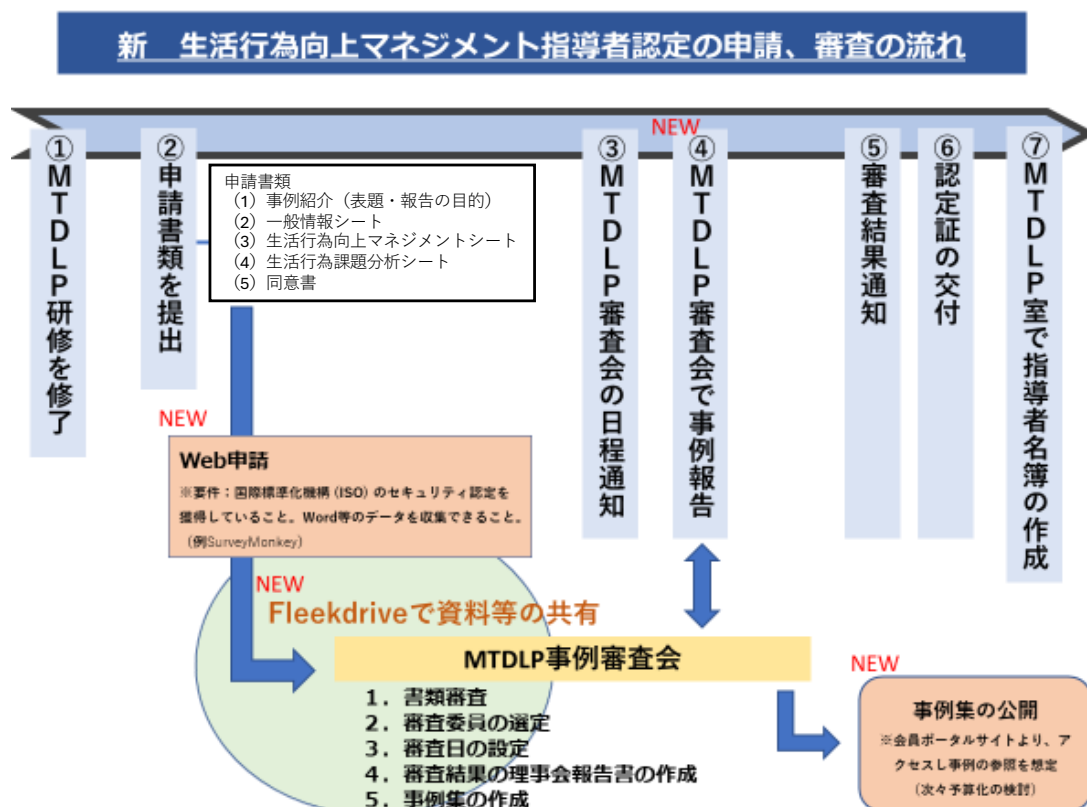 新　生活行為向上マネジメント指導者認定の申請、審査の流れ
①MTDLP研修を修了
②申請書類を提出
申請書類
（1）事例紹介（表題・報告の目的）
（2）一般情報シート
（3）生活行為向上マネジメントシート
（4）生活行為課題分析シート
（5）同意書
③MTDLP審査会の日程通知
NEW
④MTDLP審査会で事例報告
⑤審査結果通知
⑥認定証の交付
⑦MTDLP室で指導者名簿の作成
NEW
Web申請
※要件：国際標準化機構（ISO）のセキュリティ認定を
獲得していること。Word等のデータを収集できること。
（例SurveyMonkey）
NEW
Fleekdriveで資料等の共有
MTDLP事例審査会
1．書類審査
2．審査委員の選定
3．審査日の設定
4．審査結果の理事会報告書の作成
5．事例集の作成
NEW
事例集の公開
※会員ポータルサイトより、ア
クセスし事例の参照を想定
（次々予算化の検討）